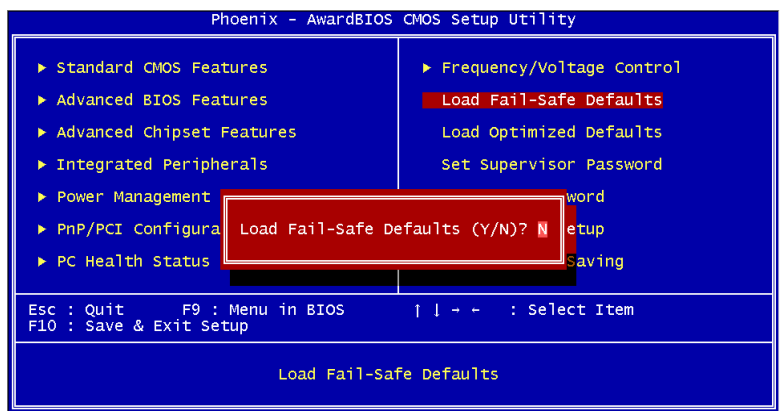 Phoenix - AwardBIOS CMOS Setup Utility
▶ Standard CMOS Features
▶ Advanced BIOS Features
▶ Advanced Chipset Features
▶ Integrated Peripherals
▶ Power Management
▶ PnP/PCI Configura
▶ PC Health Status
▶ Frequency/Voltage Control
Load Fail-Safe Defaults
Load Optimized Defaults
Set Supervisor Password
word
etup
Saving
Load Fail-Safe Defaults (Y/N)? N
Esc : Quit F9 : Menu in BIOS ↑ ↓ → ← : Select Item
F10 : Save & Exit Setup
Load Fail-Safe Defaults